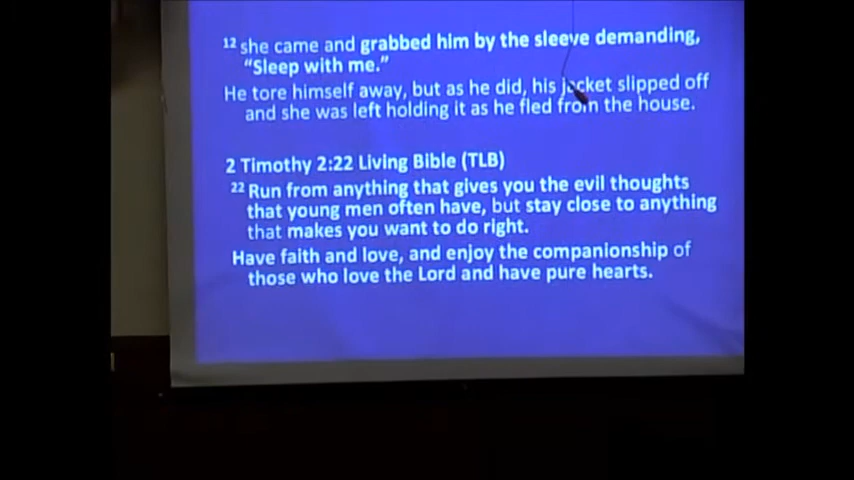 12 she came and grabbed him by the sleeve demanding,
"Sleep with me."
He tore himself away, but as he did, his jacket slipped off
and she was left holding it as he fled from the house.
2 Timothy 2:22 Living Bible (TLB)
22 Run from anything that gives you the evil thoughts
that young men often have, but stay close to anything
that makes you want to do right.
Have faith and love, and enjoy the companionship of
those who love the Lord and have pure hearts.